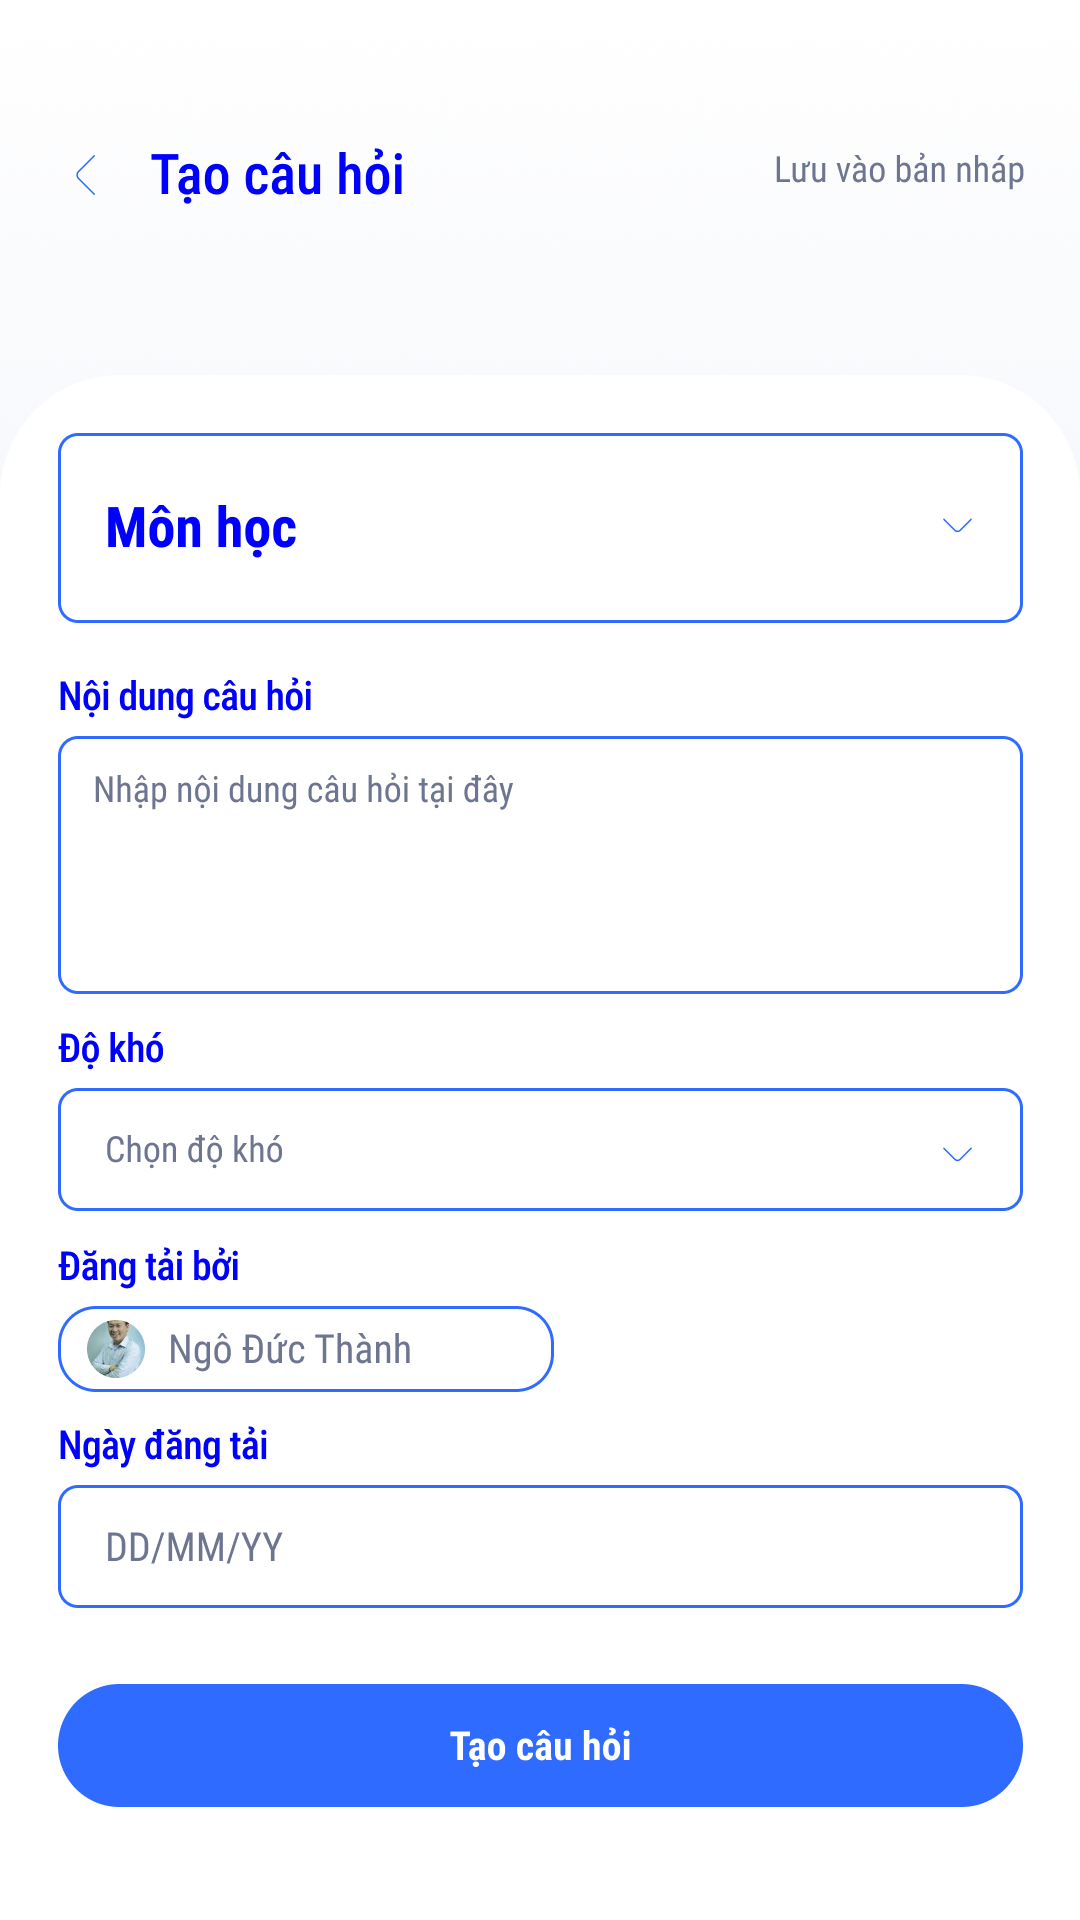 Tạo câu hỏi
Lưu vào bản nháp
Môn học
Nội dung câu hỏi
Nhập nội dung câu hỏi tại đây
Độ khó
Chọn độ khó
Đăng tải bởi
Ngô Đức Thành
Ngày đăng tải
DD/MM/YY
Tạo câu hỏi